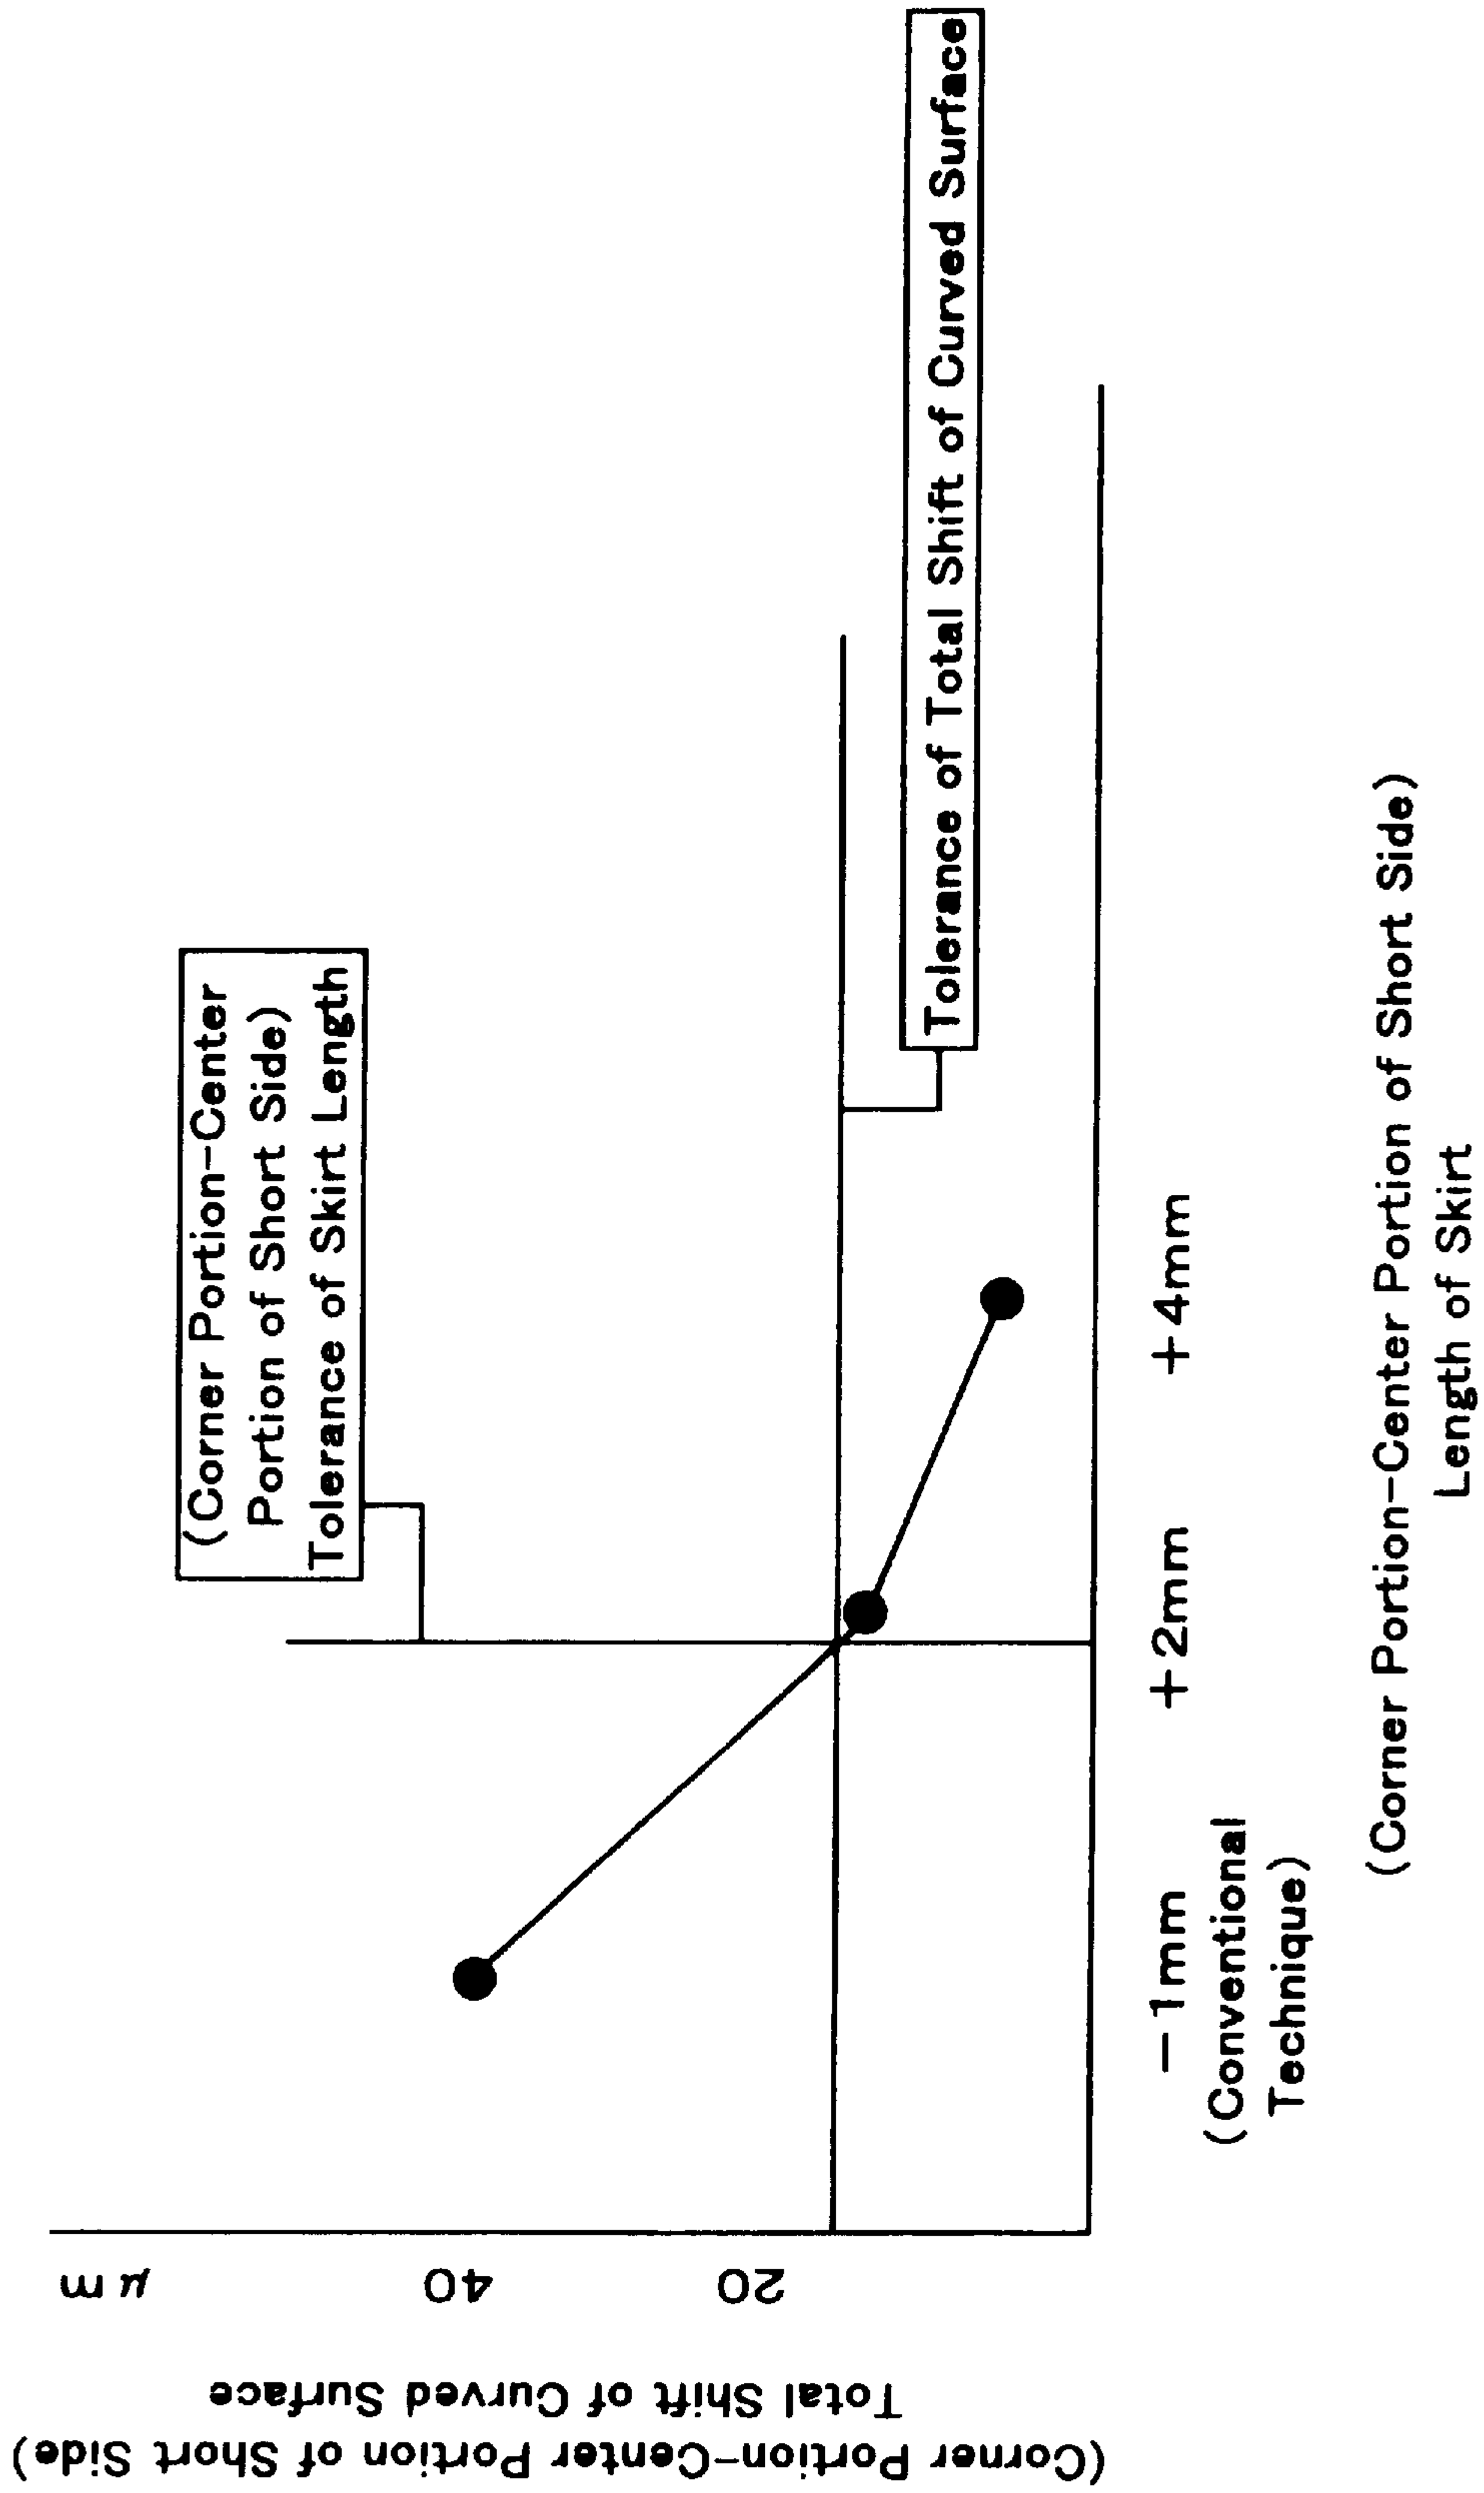 (Corner Portion-Center Portion of Short Side)
Total Shift of Curved Surface
μm
40
20
(Corner Portion-Center
Portion of Short Side)
Tolerance of Skirt Length
Tolerance of Total Shift of Curved Surface
-1mm
(Conventional
Technique)
+2mm
+4mm
(Corner Portion-Center Portion of Short Side)
Length of Skirt